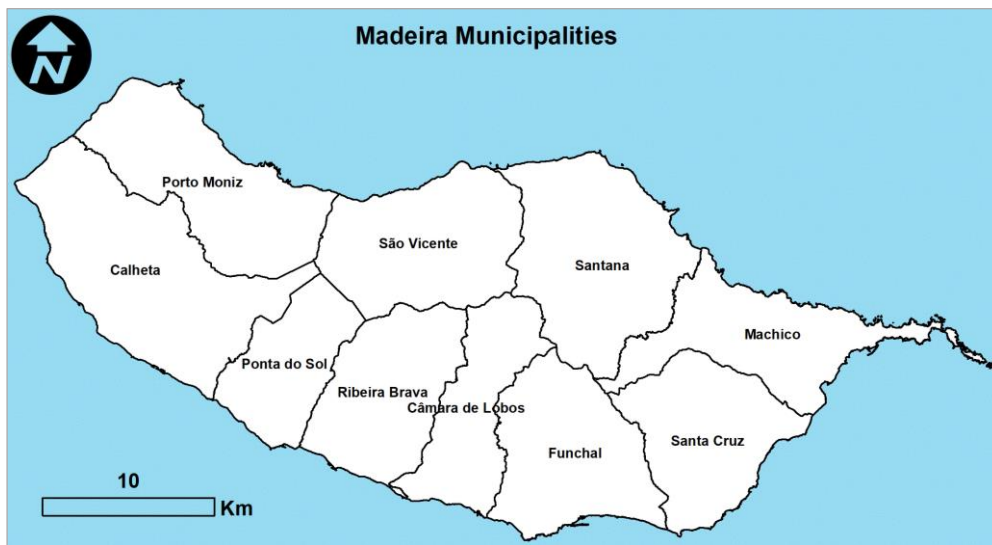 Madeira Municipalities
N
Porto Moniz
São Vicente
Calheta
Santana
Machico
Ponta do Sol
Ribeira Brava
Câmara de Lobos
Santa Cruz
Funchal
10
Km